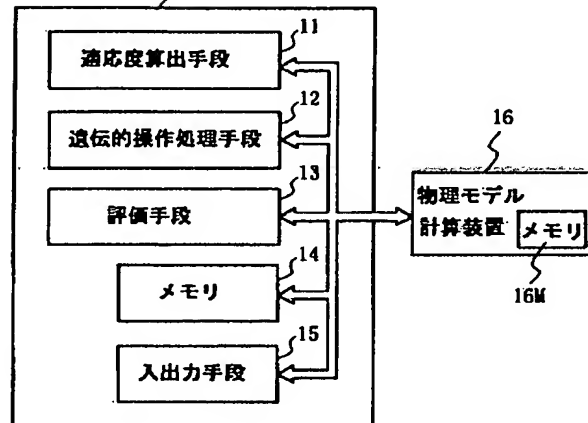 11
適応度算出手段
12
遺伝的操作処理手段
13
評価手段
14
メモリ
15
入出力手段
16
物理モデル
計算装置
メモリ
16M